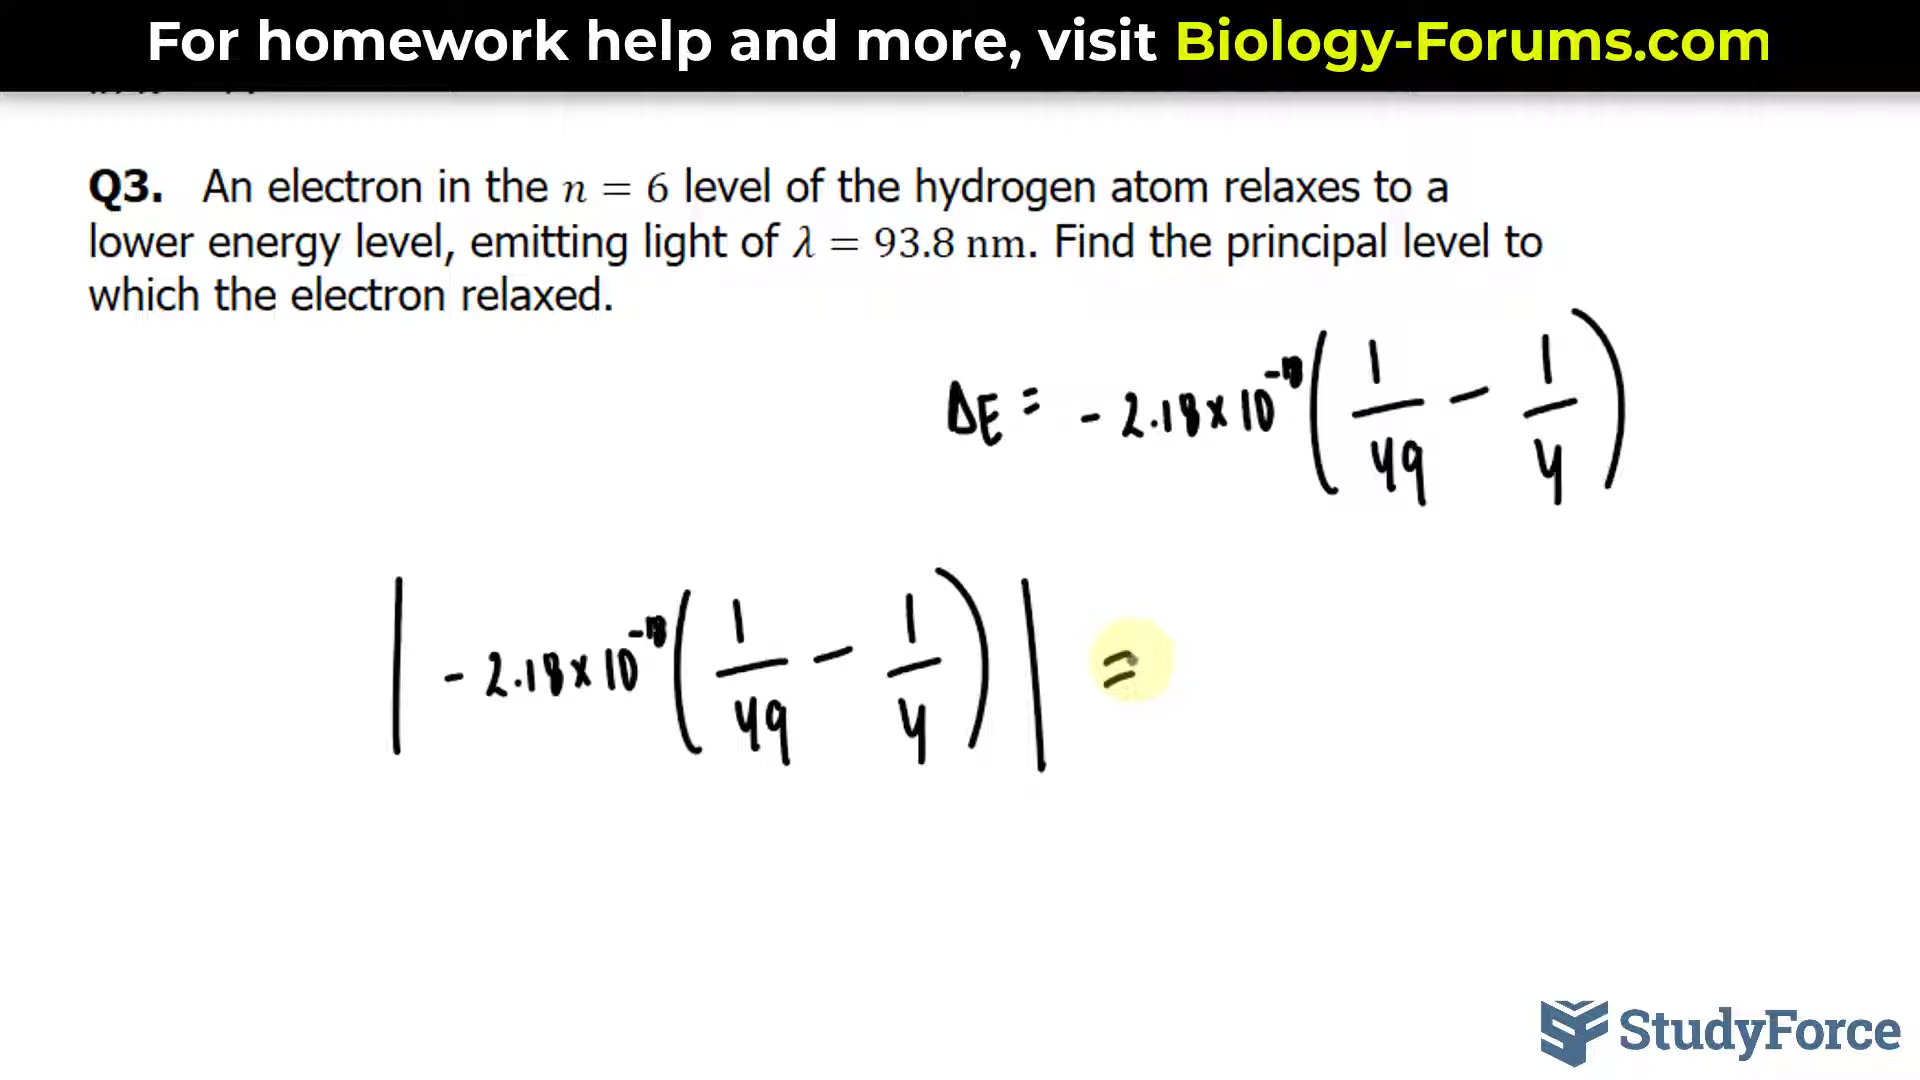 For homework help and more, visit Biology-Forums.com
Q3. An electron in the n = 6 level of the hydrogen atom relaxes to a
lower energy level, emitting light of λ = 93.8 nm. Find the principal level to
which the electron relaxed.
ΔE = - 2.18 × 10^-18 ( 1/49 - 1/4 )
| - 2.18 × 10^-18 ( 1/49 - 1/4 ) | =
StudyForce